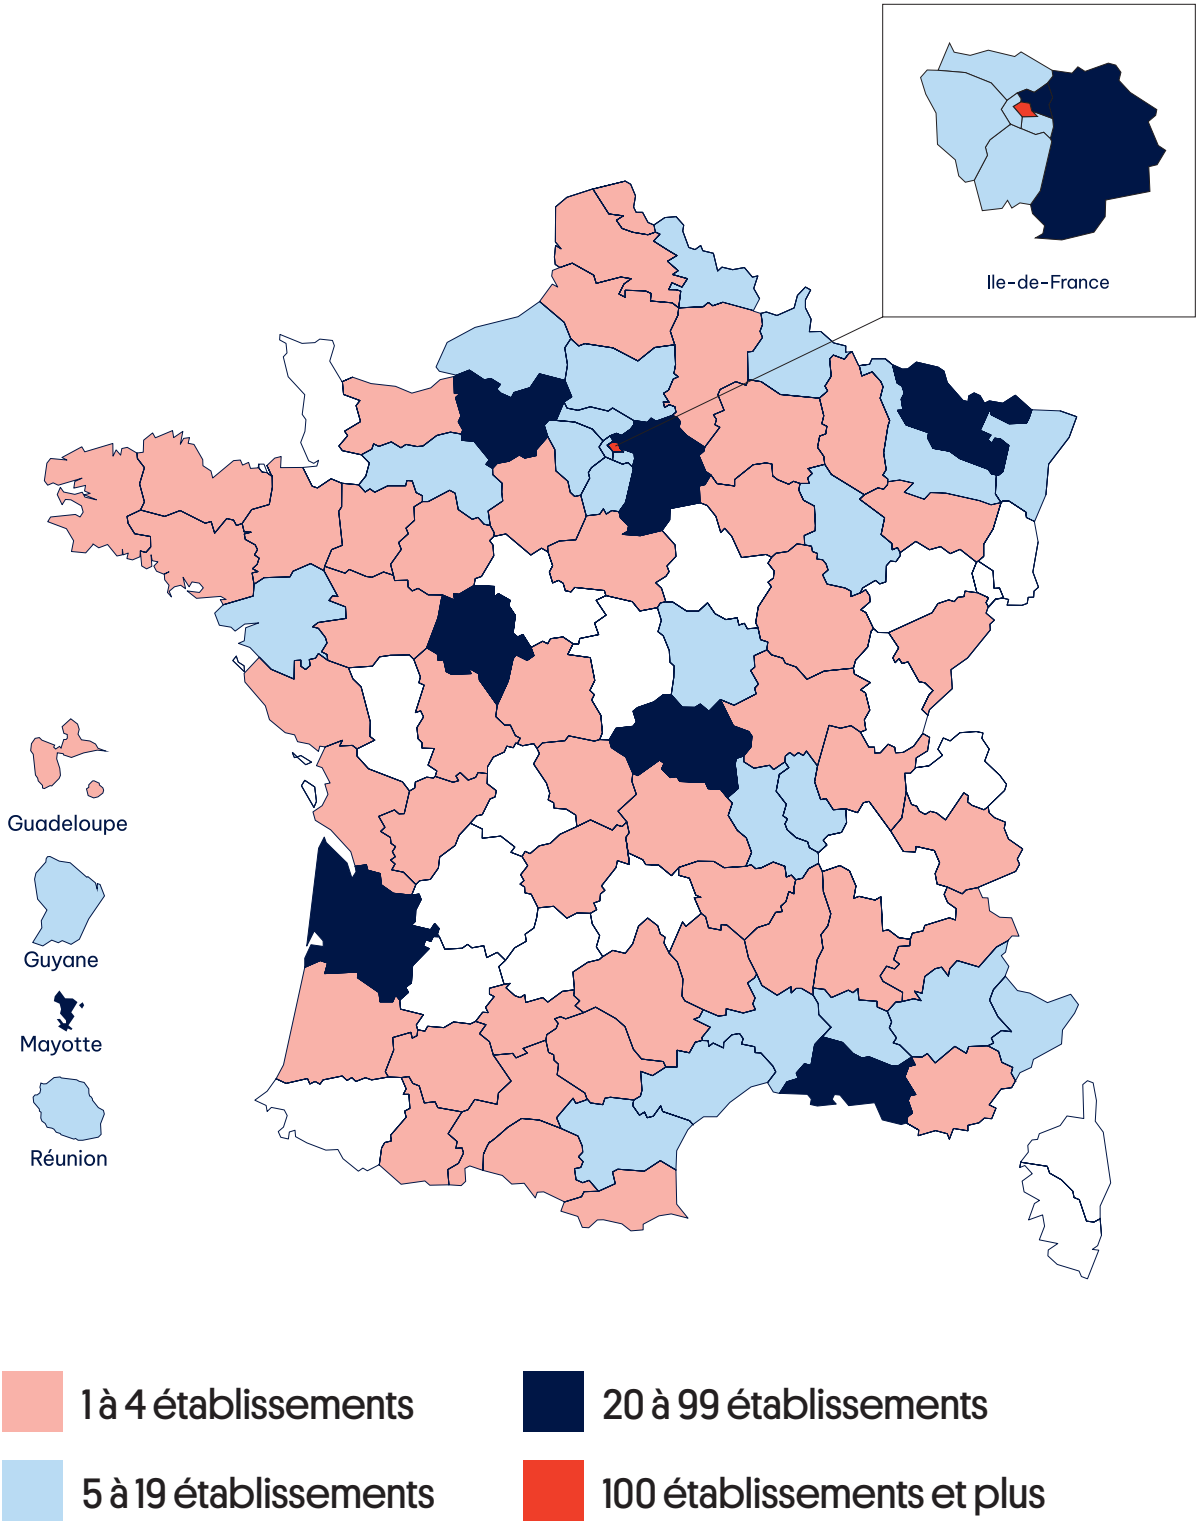 Ile-de-France
Guadeloupe
Guyane
Mayotte
Réunion
1 à 4 établissements
20 à 99 établissements
5 à 19 établissements
100 établissements et plus